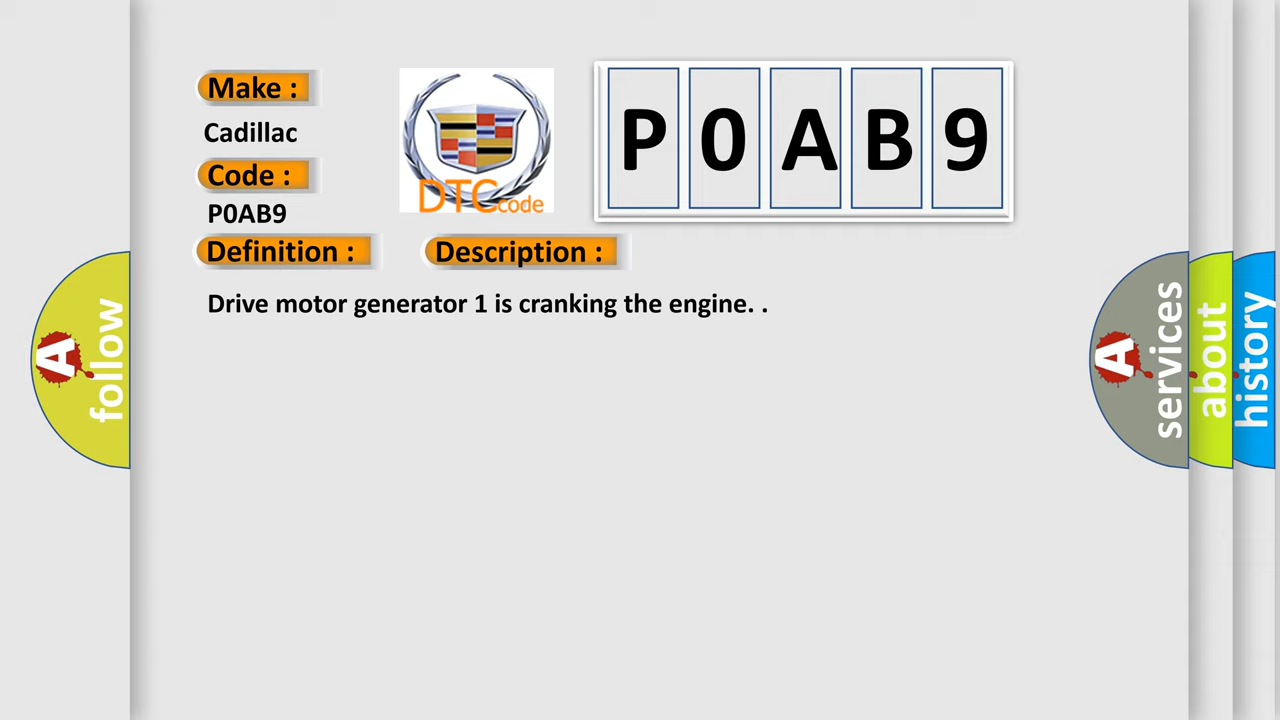 Make :
Cadillac
Code :
P0AB9
Definition :
Description :
Drive motor generator 1 is cranking the engine. .
DTC code
P 0 A B 9
A follow
A services
about
history